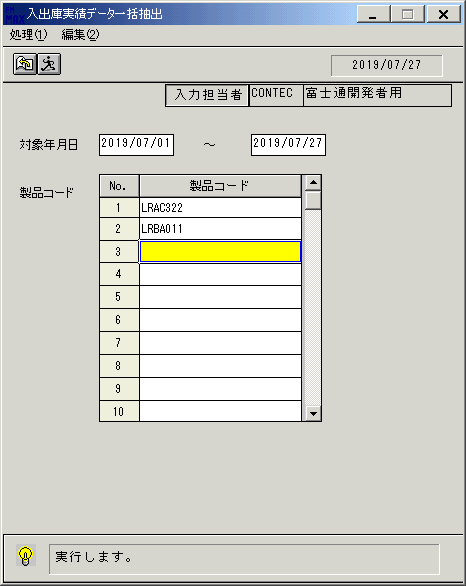 入出庫実績データ一括抽出
処理(1) 編集(2)
2019/07/27
入力担当者 CONTEC 富士通開発者用
対象年月日 2019/07/01 ～ 2019/07/27
製品コード
No. 製品コード
1 LRAC322
2 LRBA011
3
4
5
6
7
8
9
10
実行します。